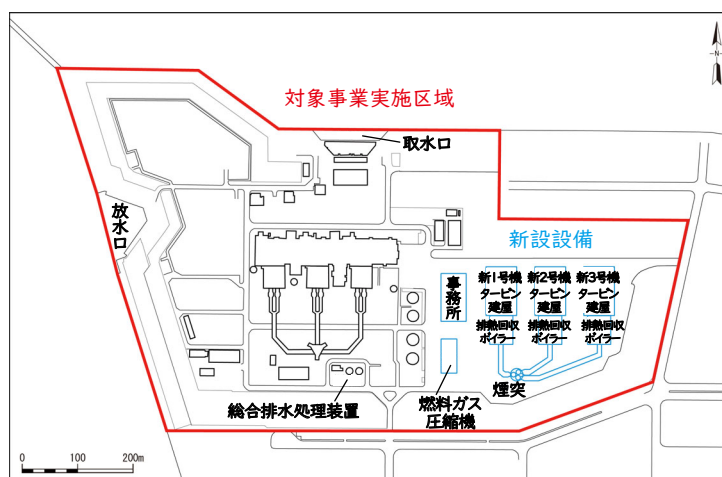 対象事業実施区域
取水口
放水口
新設設備
事務所
新1号機
タービン
建屋
新2号機
タービン
建屋
新3号機
タービン
建屋
排熱回収
ボイラー
排熱回収
ボイラー
排熱回収
ボイラー
煙突
燃料ガス
圧縮機
総合排水処理装置
0 100 200m